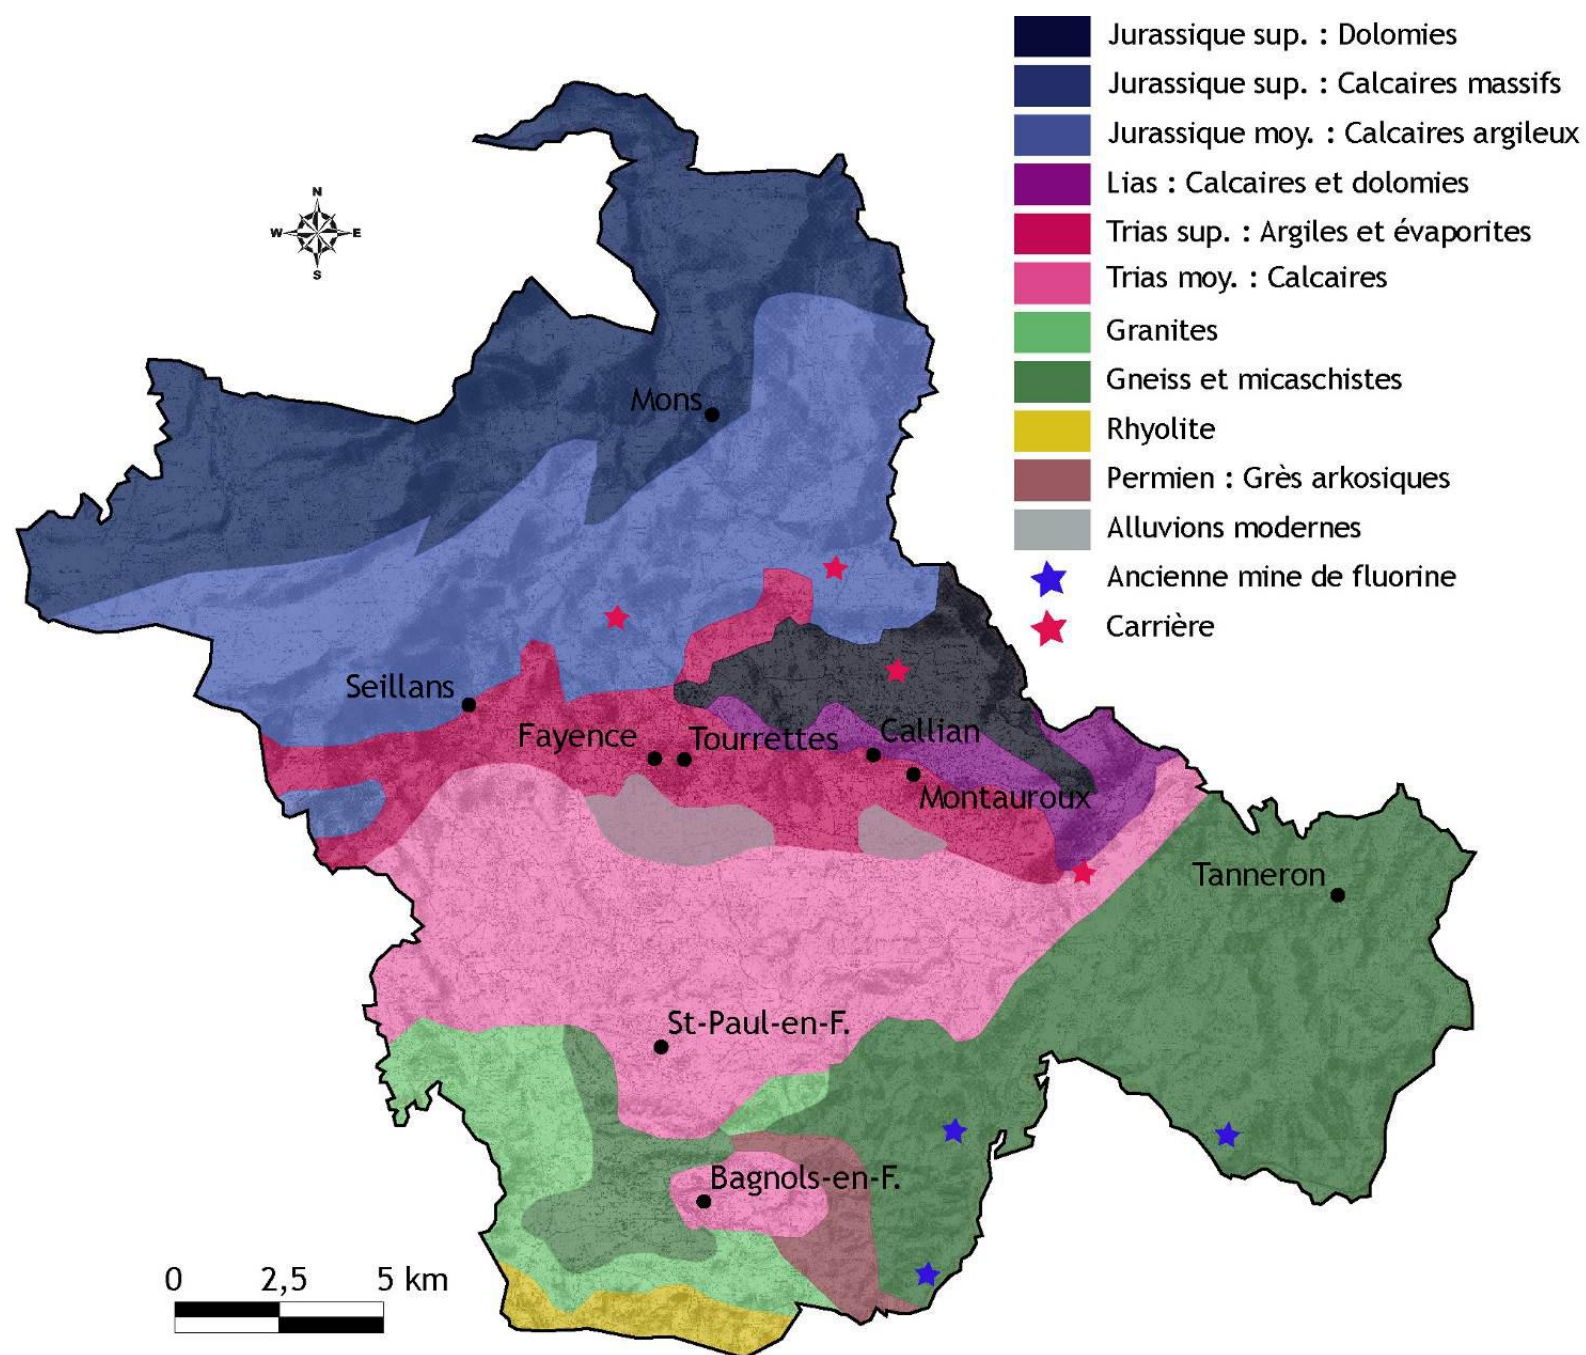 Jurassique sup. : Dolomies
Jurassique sup. : Calcaires massifs
Jurassique moy. : Calcaires argileux
Lias : Calcaires et dolomies
Trias sup. : Argiles et évaporites
Trias moy. : Calcaires
Granites
Gneiss et micaschistes
Rhyolite
Permien : Grès arkosiques
Alluvions modernes
Ancienne mine de fluorine
Carrière
N
W E
S
Mons
Seillans
Fayence
Tourrettes
Callian
Montauroux
Tanneron
St-Paul-en-F.
Bagnols-en-F.
0 2,5 5 km